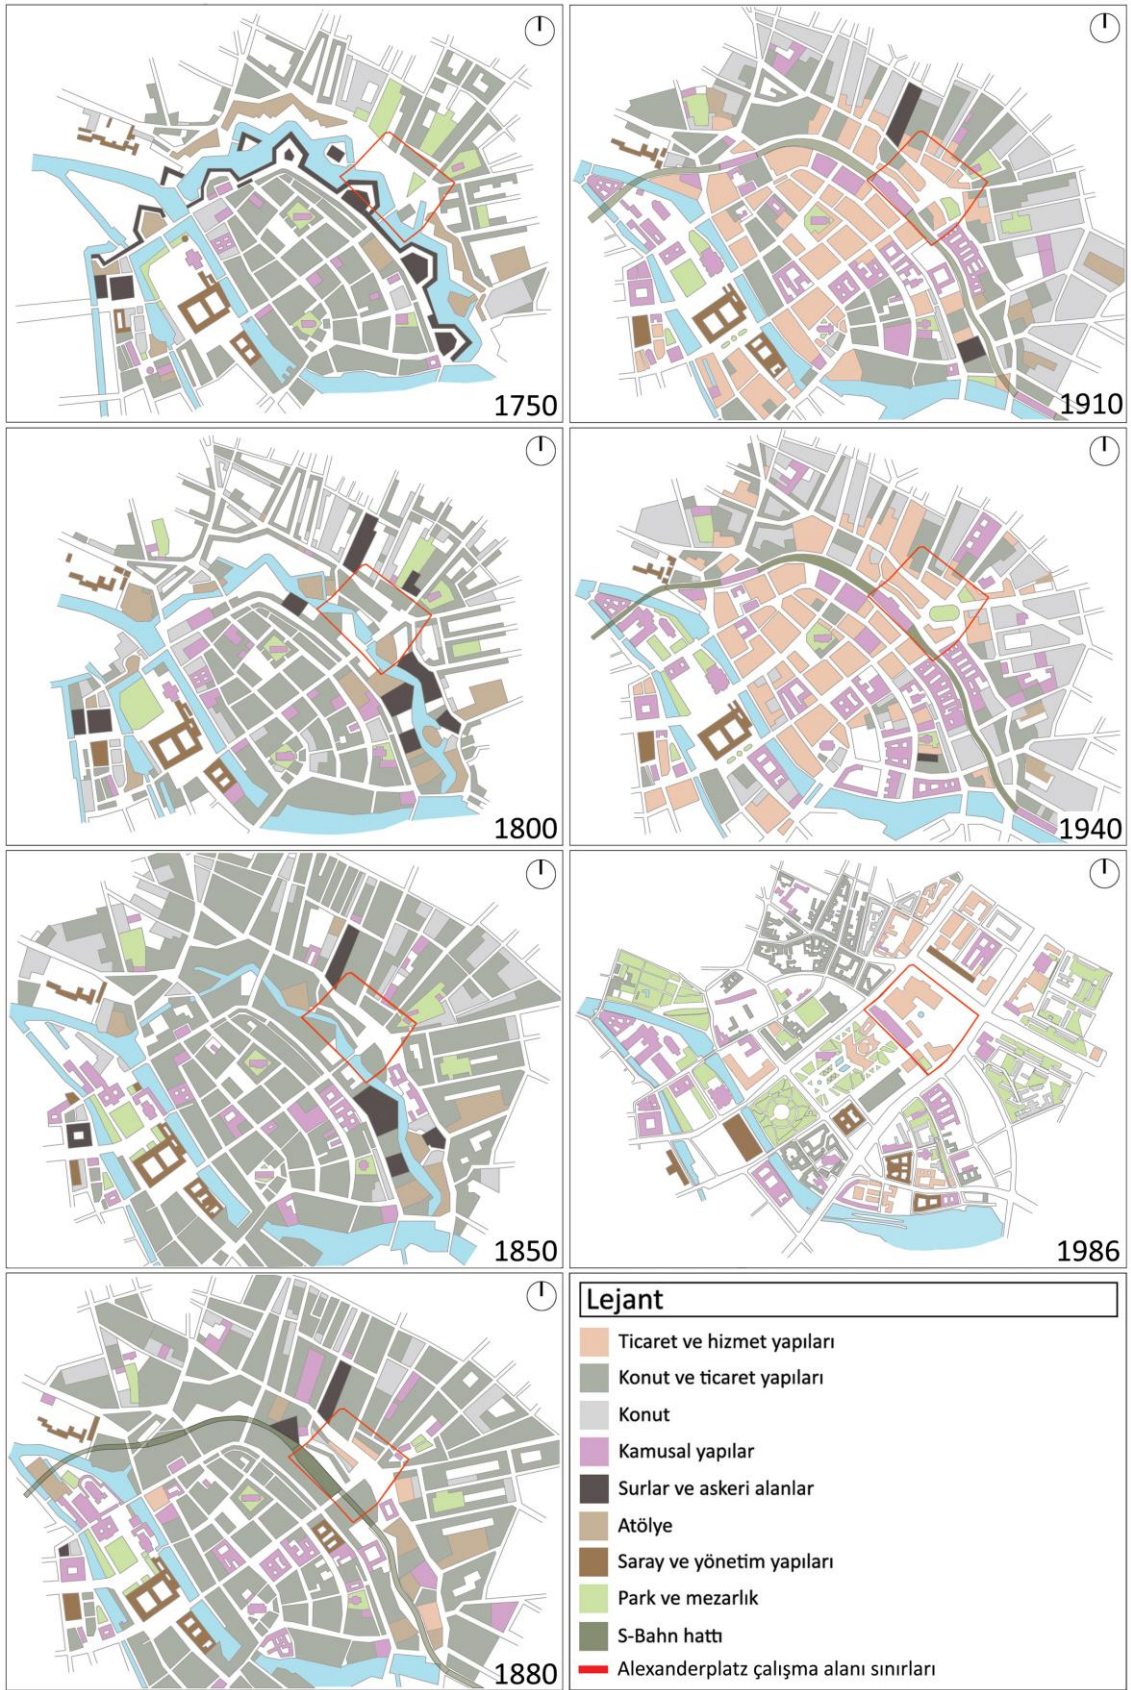 1750
1910
1800
1940
1850
1986
1880
Lejant
Ticaret ve hizmet yapıları
Konut ve ticaret yapıları
Konut
Kamusal yapılar
Surlar ve askeri alanlar
Atölye
Saray ve yönetim yapıları
Park ve mezarlık
S-Bahn hattı
Alexanderplatz çalışma alanı sınırları